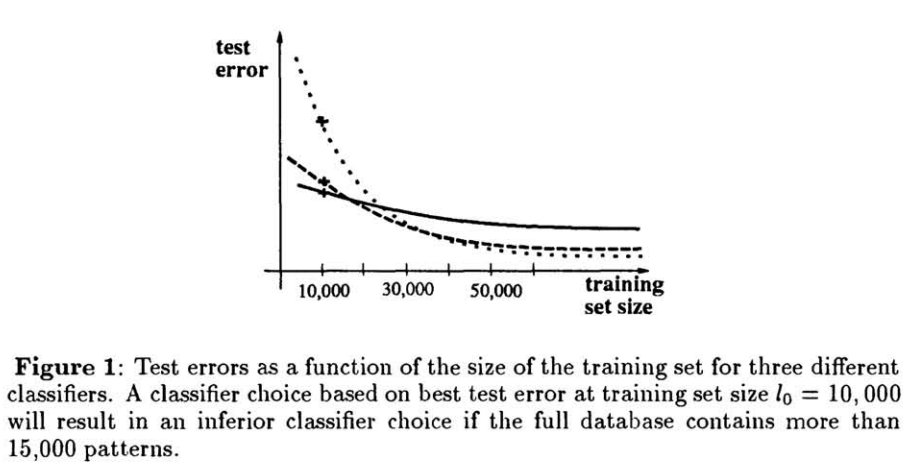 test
error
10,000 30,000 50,000 training
set size
Figure 1: Test errors as a function of the size of the training set for three different
classifiers. A classifier choice based on best test error at training set size l₀ = 10, 000
will result in an inferior classifier choice if the full database contains more than
15,000 patterns.